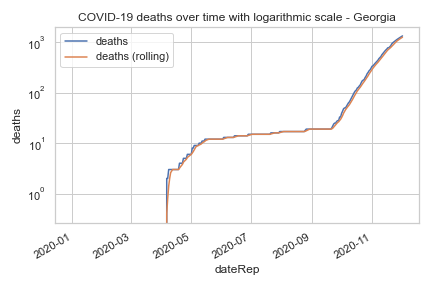 COVID-19 deaths over time with logarithmic scale - Georgia
deaths
deaths (rolling)
10³
10²
10¹
10⁰
deaths
2020-01
2020-03
2020-05
2020-07
2020-09
2020-11
dateRep